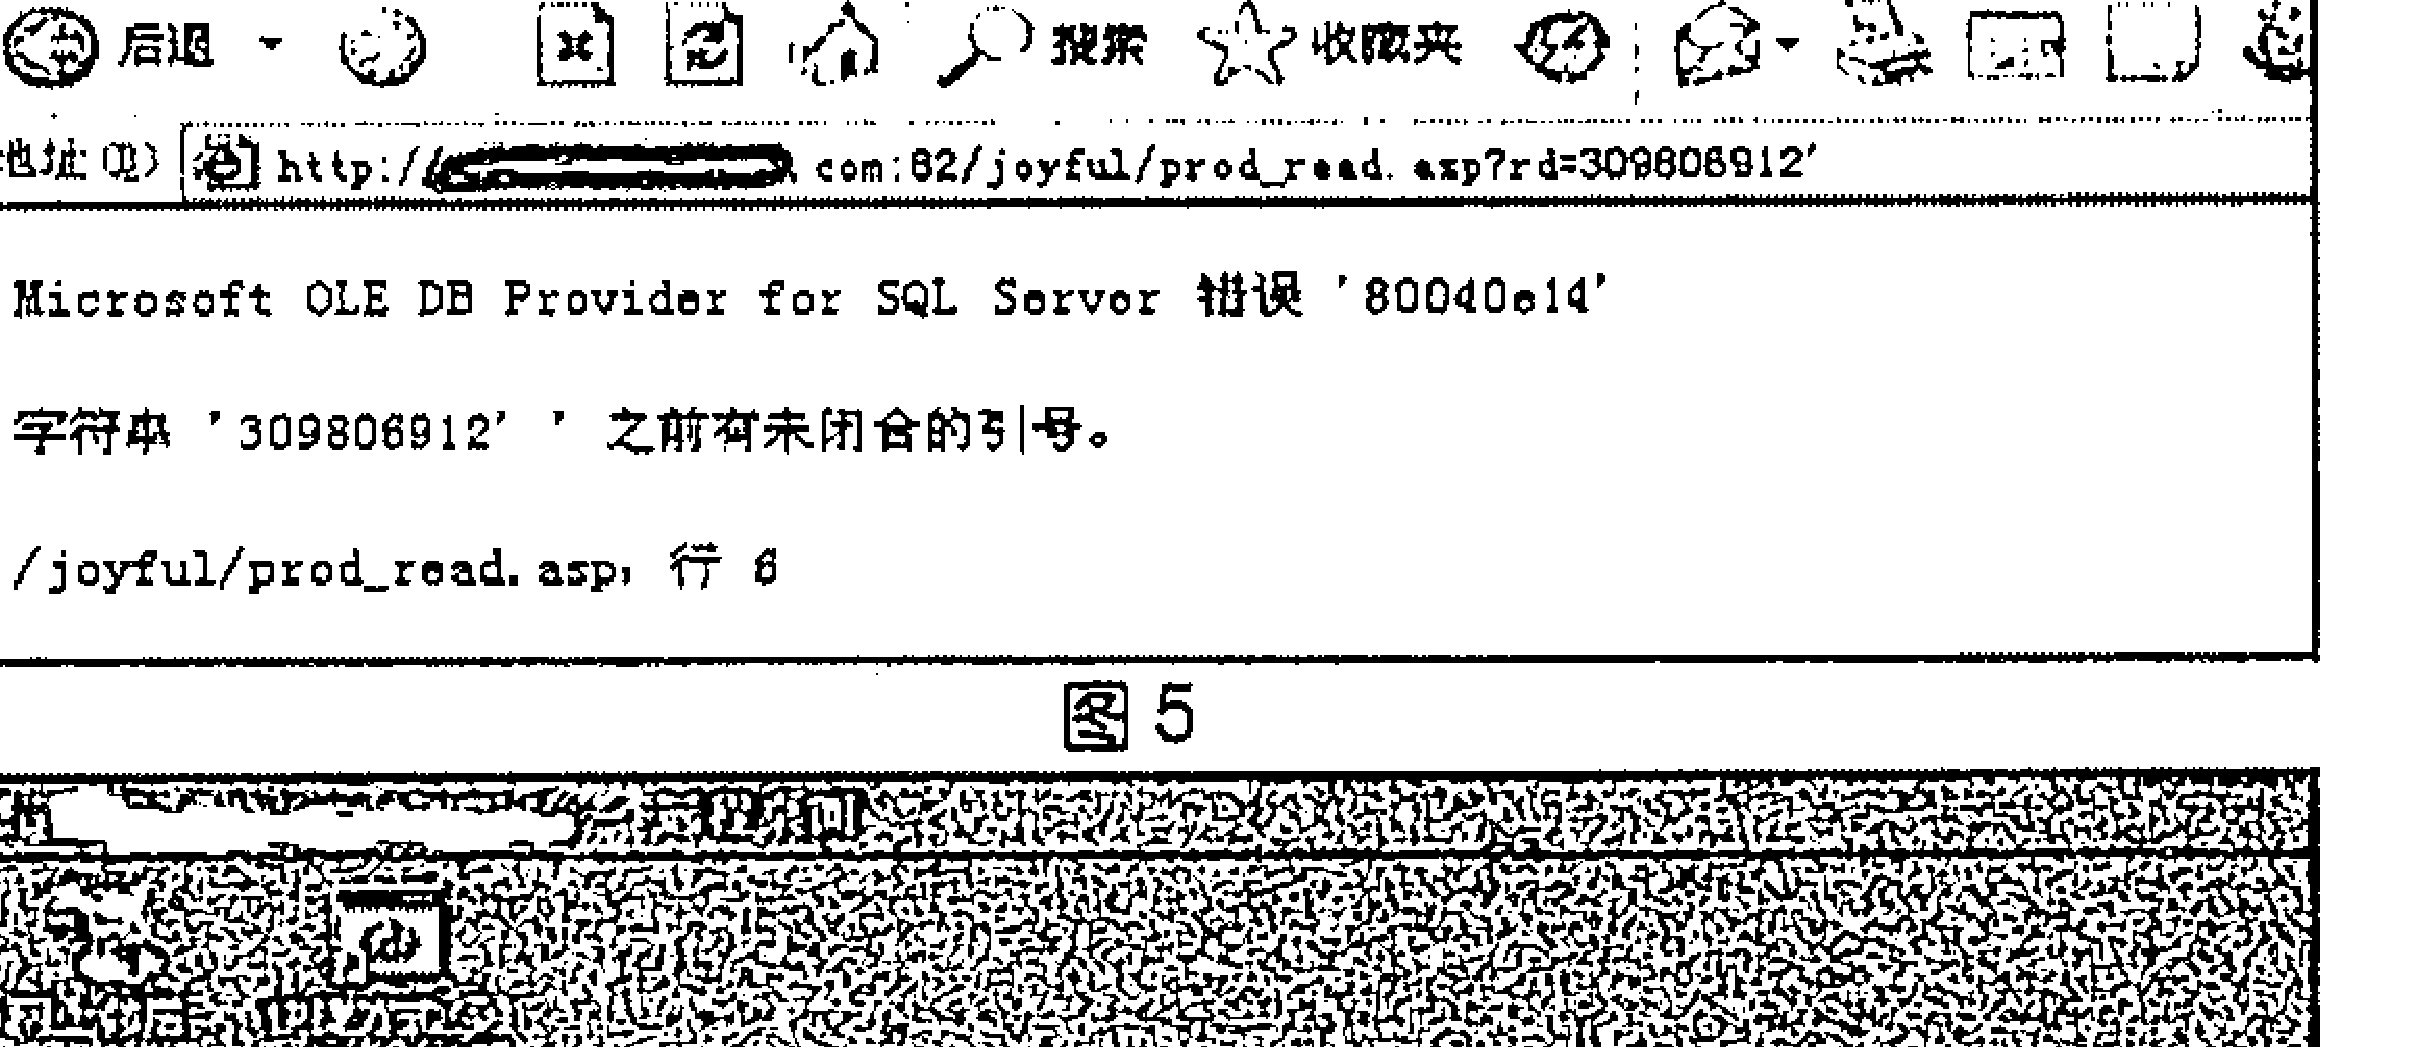 后退 搜索 收藏夹
地址(D) http:// com:82/joyful/prod_read.asp?rd=309806912'
Microsoft OLE DB Provider for SQL Server 错误 '80040e14'
字符串 '309806912' ' 之前有未闭合的引号。
/joyful/prod_read.asp, 行 6
图 5